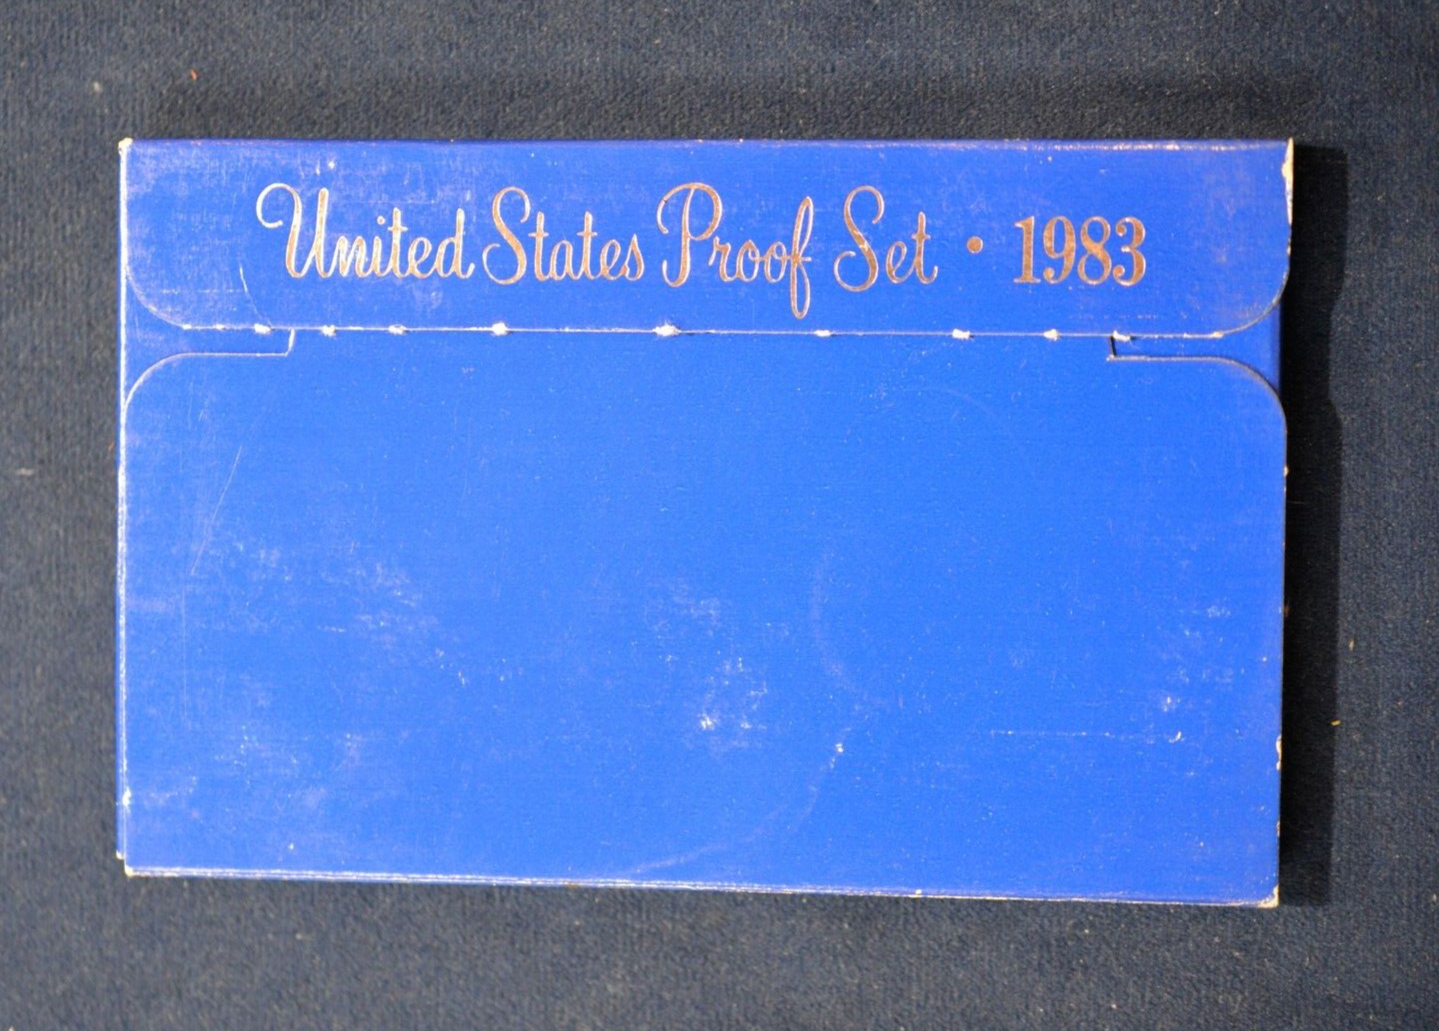 United States Proof Set • 1983